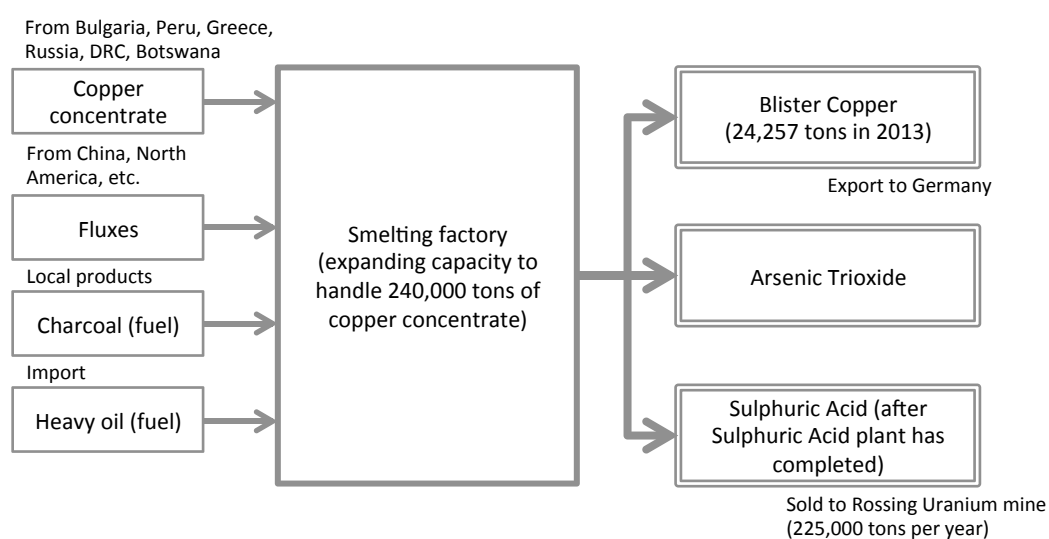 From Bulgaria, Peru, Greece,
Russia, DRC, Botswana
Copper
concentrate
From China, North
America, etc.
Fluxes
Local products
Charcoal (fuel)
Import
Heavy oil (fuel)
Smelting factory
(expanding capacity to
handle 240,000 tons of
copper concentrate)
Blister Copper
(24,257 tons in 2013)
Export to Germany
Arsenic Trioxide
Sulphuric Acid (after
Sulphuric Acid plant has
completed)
Sold to Rossing Uranium mine
(225,000 tons per year)